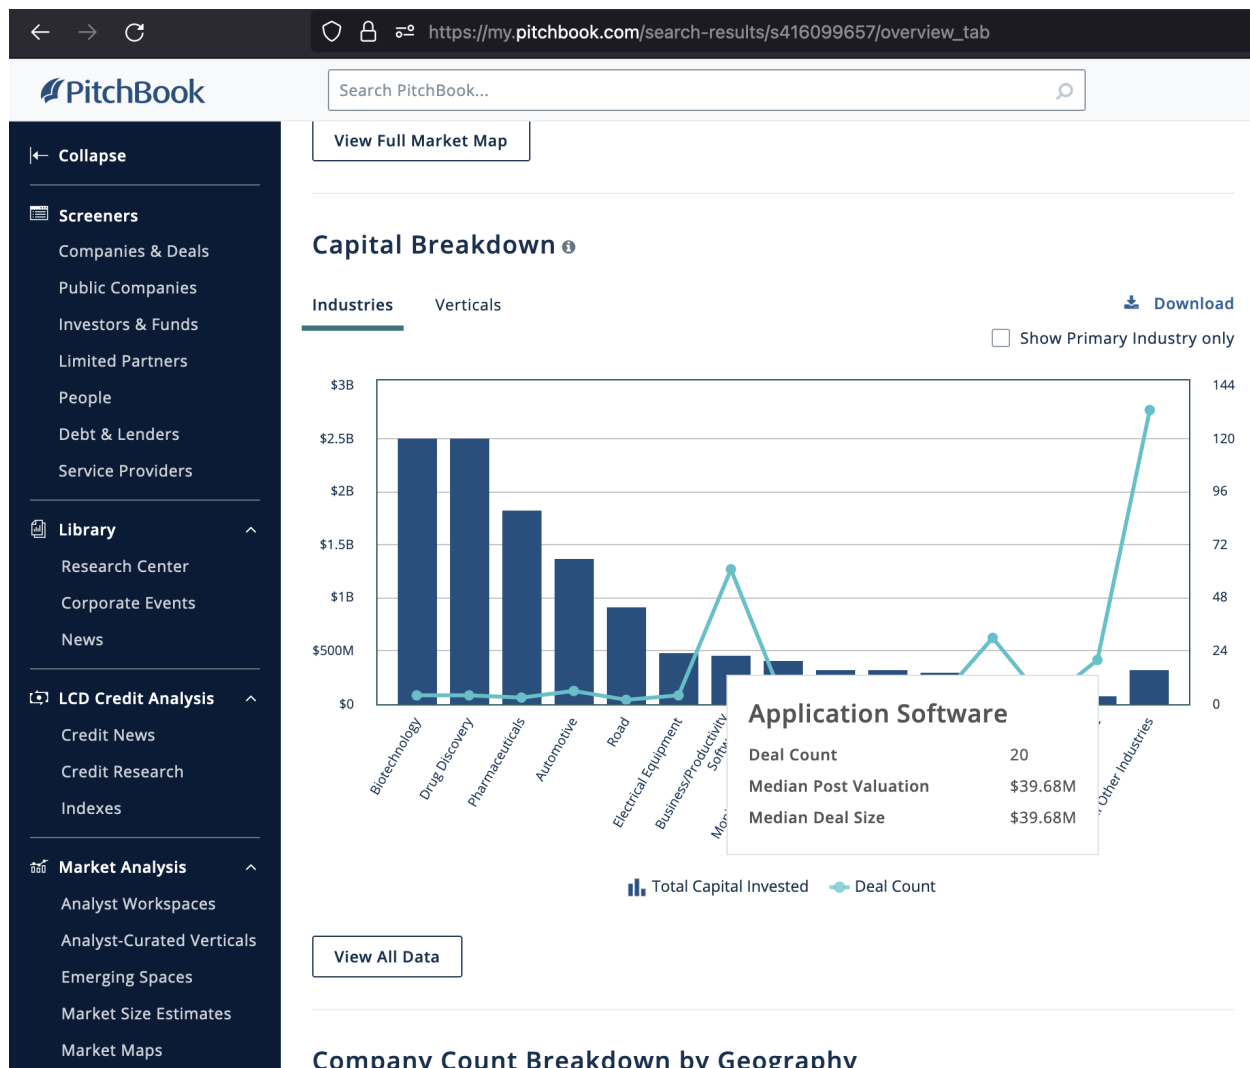 https://my.pitchbook.com/search-results/s416099657/overview_tab
PitchBook
Search PitchBook...
Collapse
Screeners
Companies & Deals
Public Companies
Investors & Funds
Limited Partners
People
Debt & Lenders
Service Providers
Library
Research Center
Corporate Events
News
LCD Credit Analysis
Credit News
Credit Research
Indexes
Market Analysis
Analyst Workspaces
Analyst-Curated Verticals
Emerging Spaces
Market Size Estimates
Market Maps
View Full Market Map
Capital Breakdown
Industries
Verticals
Download
Show Primary Industry only
$3B
$2.5B
$2B
$1.5B
$1B
$500M
$0
144
120
96
72
48
24
0
Biotechnology
Drug Discovery
Pharmaceuticals
Automotive
Road
Electrical Equipment
Business/Productivity
Other Industries
Application Software
Deal Count 20
Median Post Valuation $39.68M
Median Deal Size $39.68M
Total Capital Invested
Deal Count
View All Data
Company Count Breakdown by Geography